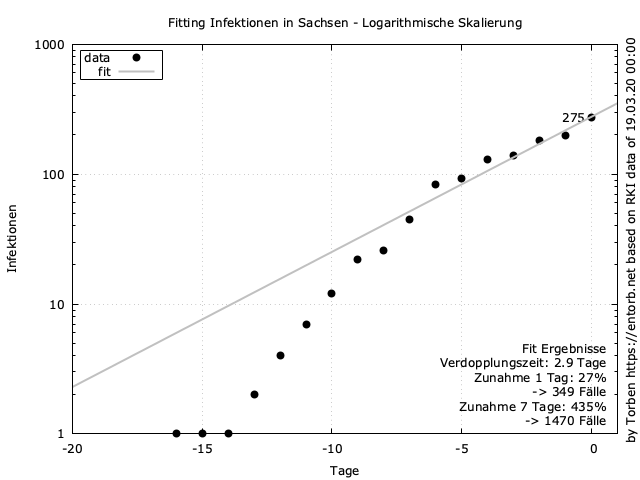 Fitting Infektionen in Sachsen - Logarithmische Skalierung
1000
100
10
1
data
fit
275
Infektionen
Fit Ergebnisse
Verdopplungszeit: 2.9 Tage
Zunahme 1 Tag: 27%
-> 349 Fälle
Zunahme 7 Tage: 435%
-> 1470 Fälle
-20 -15 -10 -5 0
Tage
by Torben https://entorb.net based on RKI data of 19.03.20 00:00